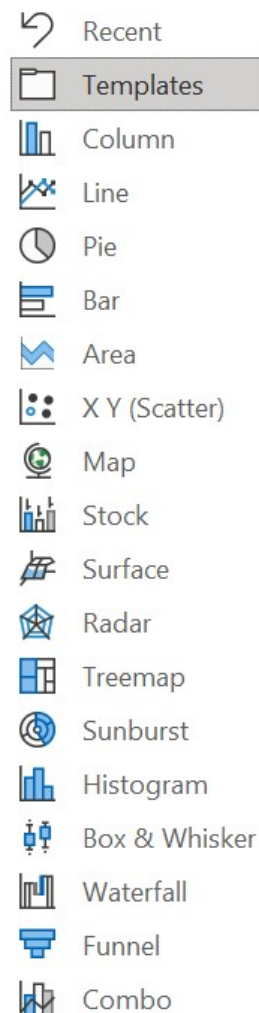 Recent
Templates
Column
Line
Pie
Bar
Area
X Y (Scatter)
Map
Stock
Surface
Radar
Treemap
Sunburst
Histogram
Box & Whisker
Waterfall
Funnel
Combo